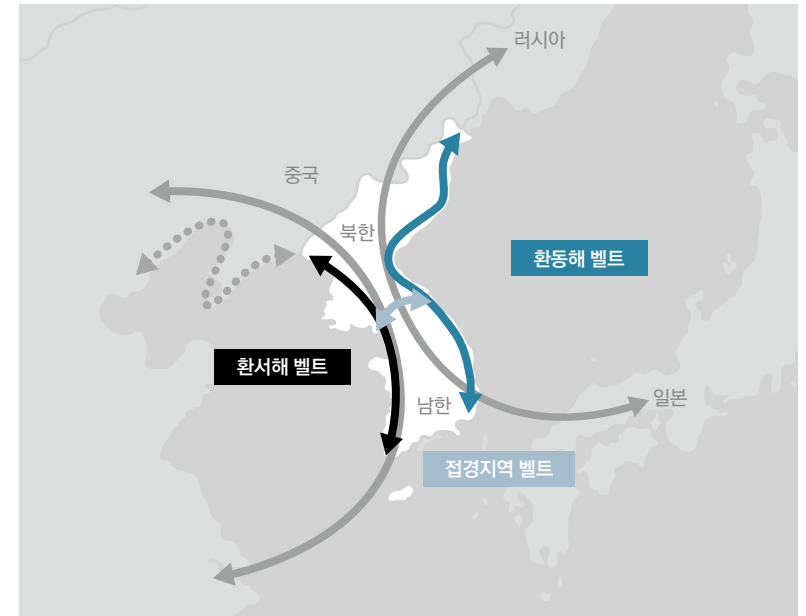 러시아
중국
북한
환동해 벨트
환서해 벨트
남한
일본
접경지역 벨트